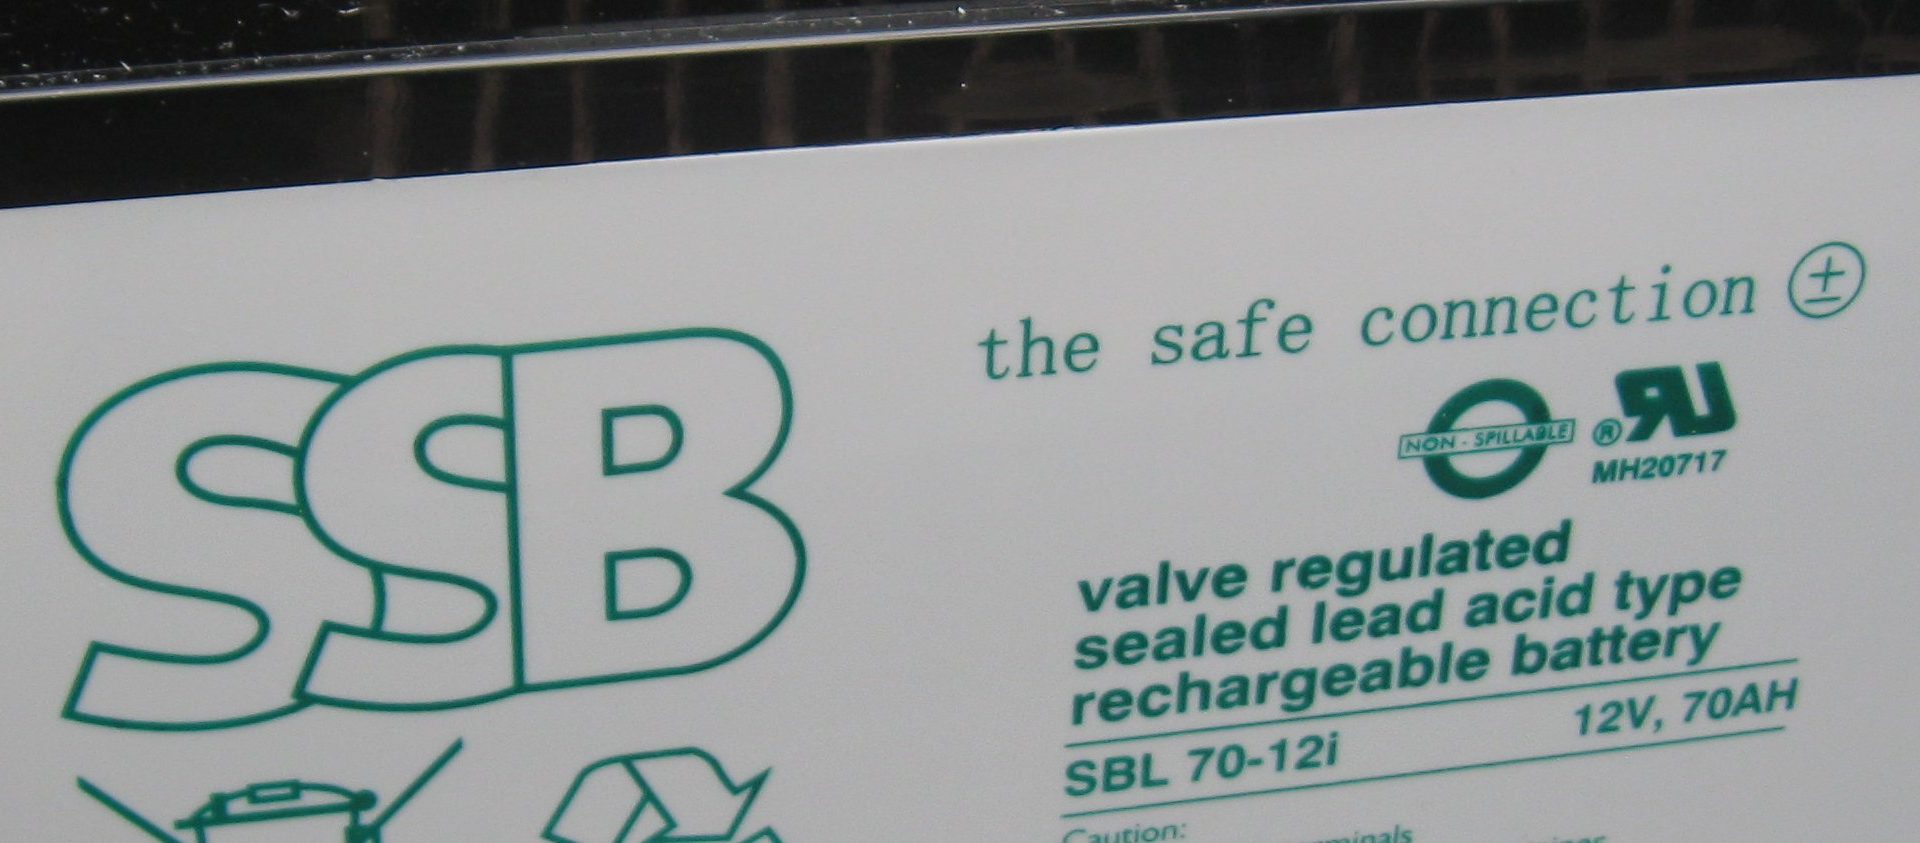 SSB
the safe connection ±
NON - SPILLABLE
®
MH20717
valve regulated
sealed lead acid type
rechargeable battery
SBL 70-12i 12V, 70AH
Caution: